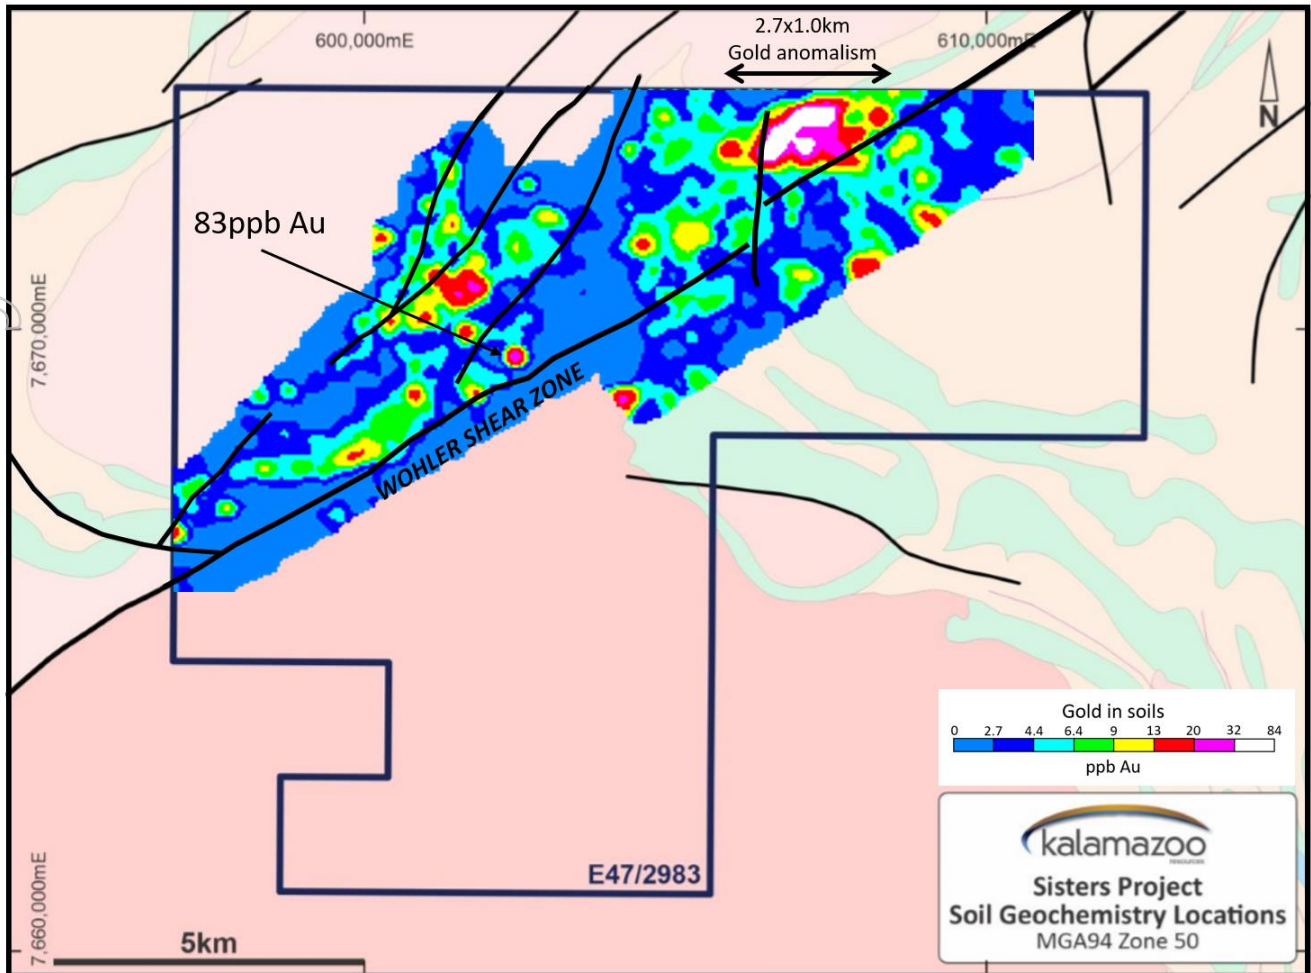 2.7x1.0km
Gold anomalism
600,000mE
610,000mE
N
83ppb Au
7,670,000mE
WOHLER SHEAR ZONE
Gold in soils
0 2.7 4.4 6.4 9 13 20 32 84
ppb Au
kalamazoo
resources
Sisters Project
Soil Geochemistry Locations
MGA94 Zone 50
E47/2983
7,660,000mE
5km